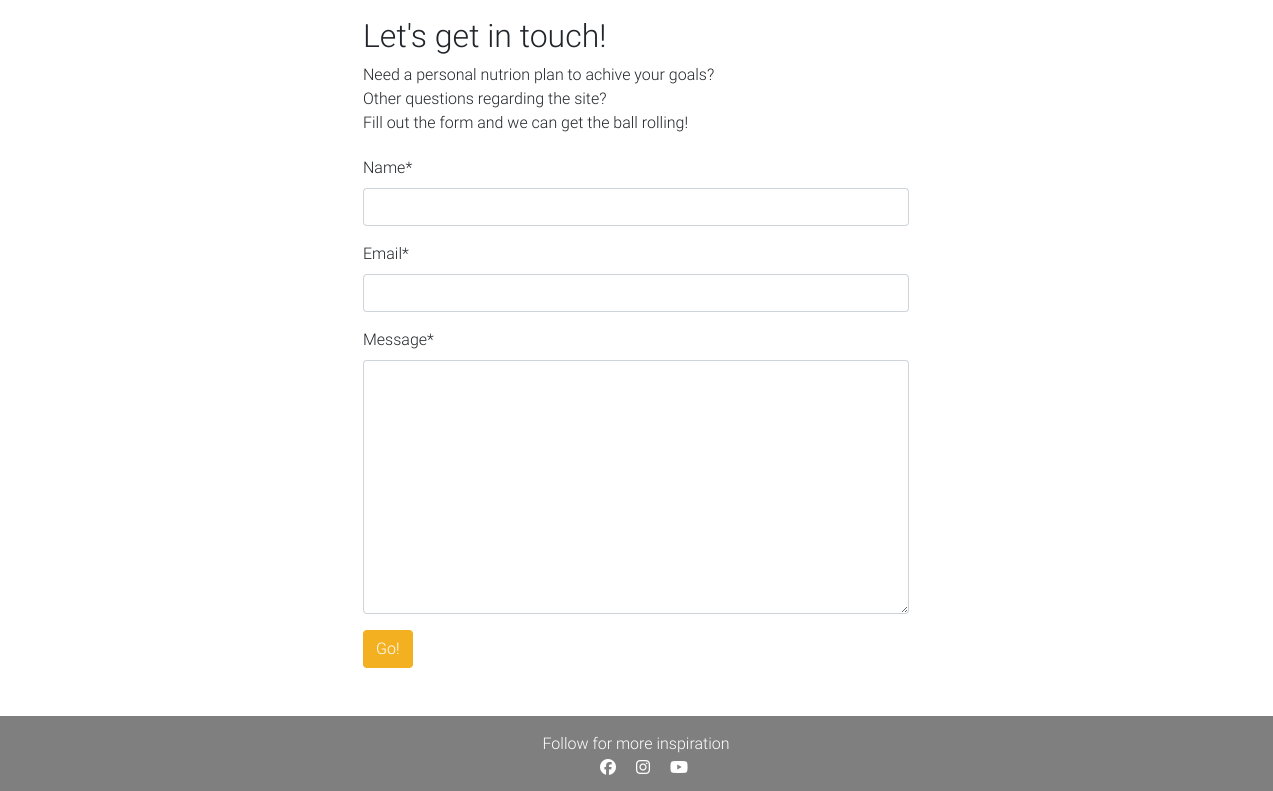 Let's get in touch!
Need a personal nutrion plan to achive your goals?
Other questions regarding the site?
Fill out the form and we can get the ball rolling!
Name*
Email*
Message*
Go!
Follow for more inspiration